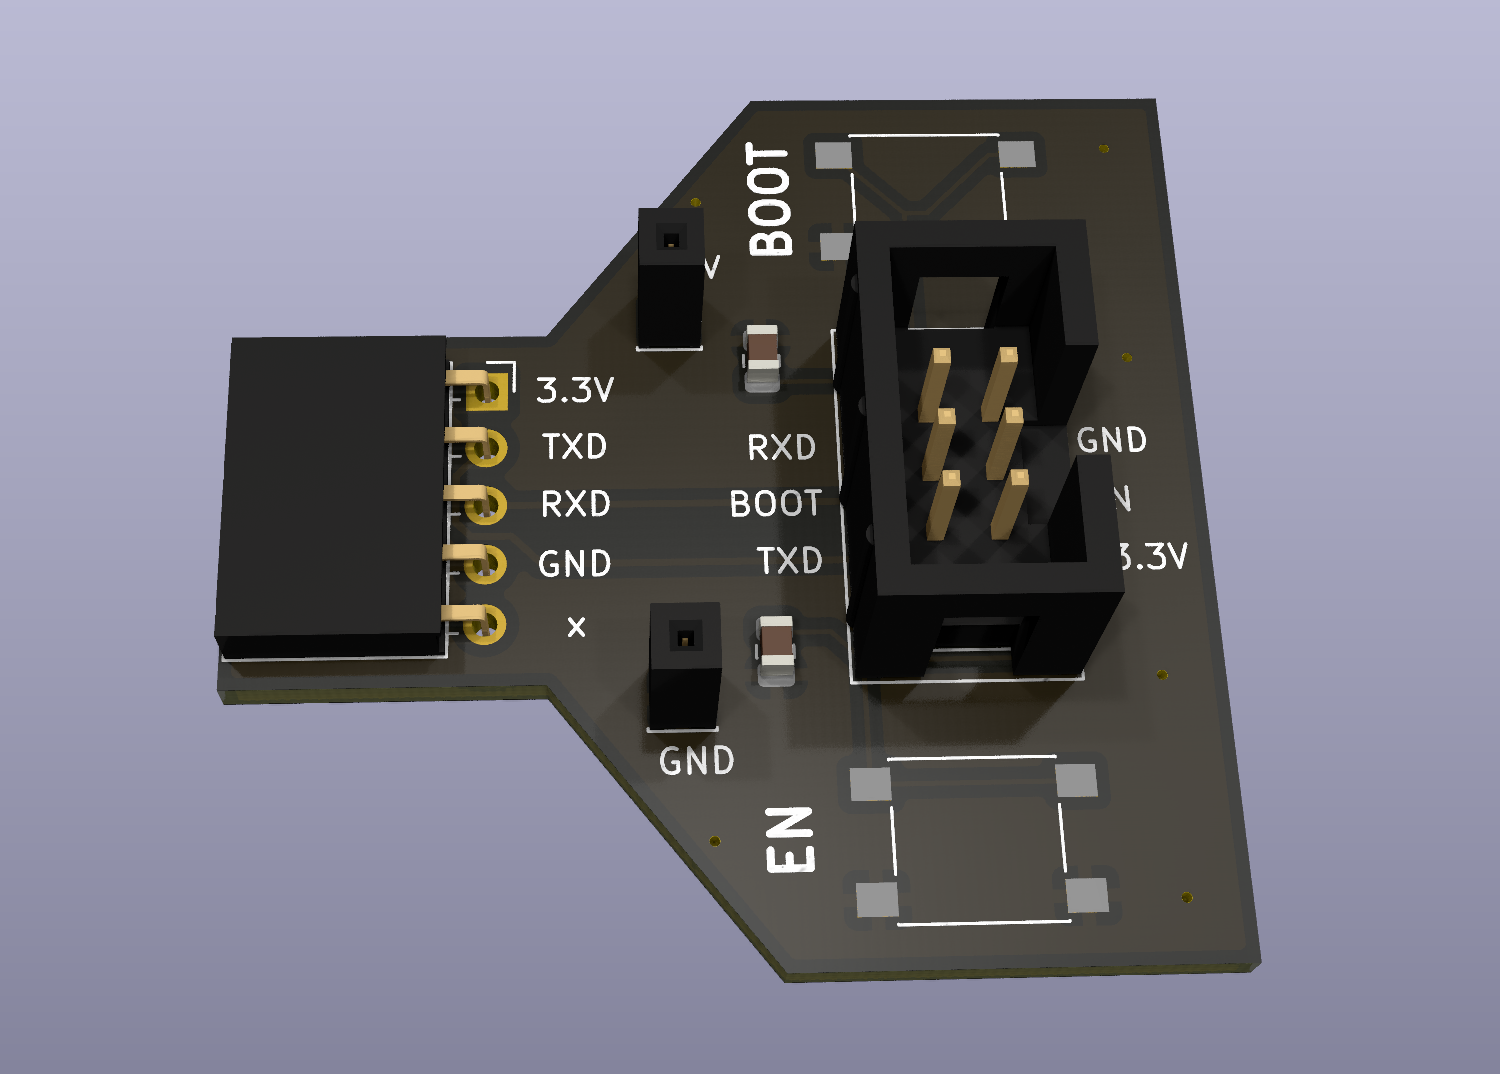 BOOT
V
3.3V
TXD
RXD
GND
x
RXD
BOOT
TXD
GND
N
3.3V
GND
EN